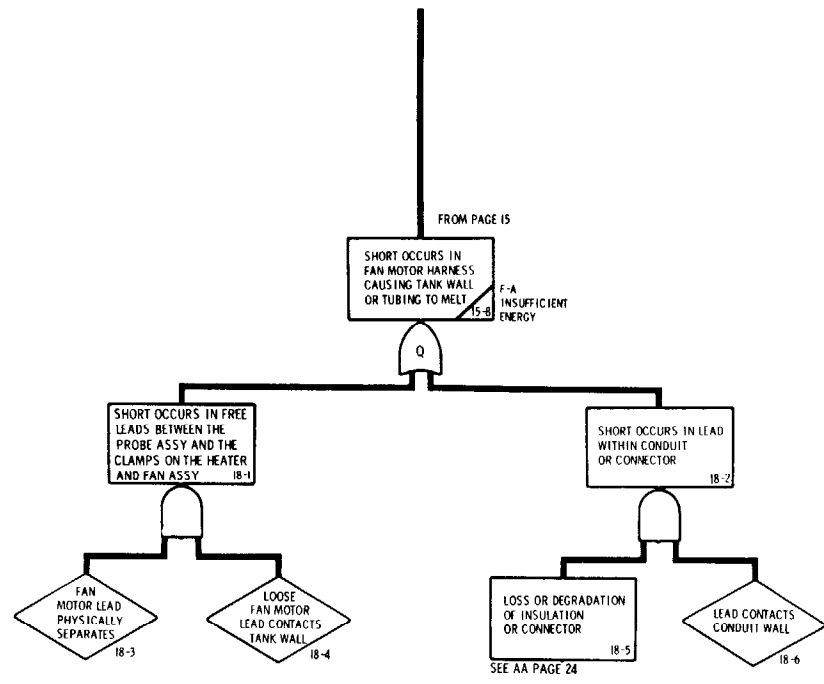 FROM PAGE 15
SHORT OCCURS IN
FAN MOTOR HARNESS
CAUSING TANK WALL
OR TUBING TO MELT
15-8
F-A
INSUFFICIENT
ENERGY
Q
SHORT OCCURS IN FREE
LEADS BETWEEN THE
PROBE ASSY AND THE
CLAMPS ON THE HEATER
AND FAN ASSY
18-1
SHORT OCCURS IN LEAD
WITHIN CONDUIT
OR CONNECTOR
18-2
FAN
MOTOR LEAD
PHYSICALLY
SEPARATES
18-3
LOOSE
FAN MOTOR
LEAD CONTACTS
TANK WALL
18-4
LOSS OR DEGRADATION
OF INSULATION
OR CONNECTOR
18-5
SEE AA PAGE 24
LEAD CONTACTS
CONDUIT WALL
18-6